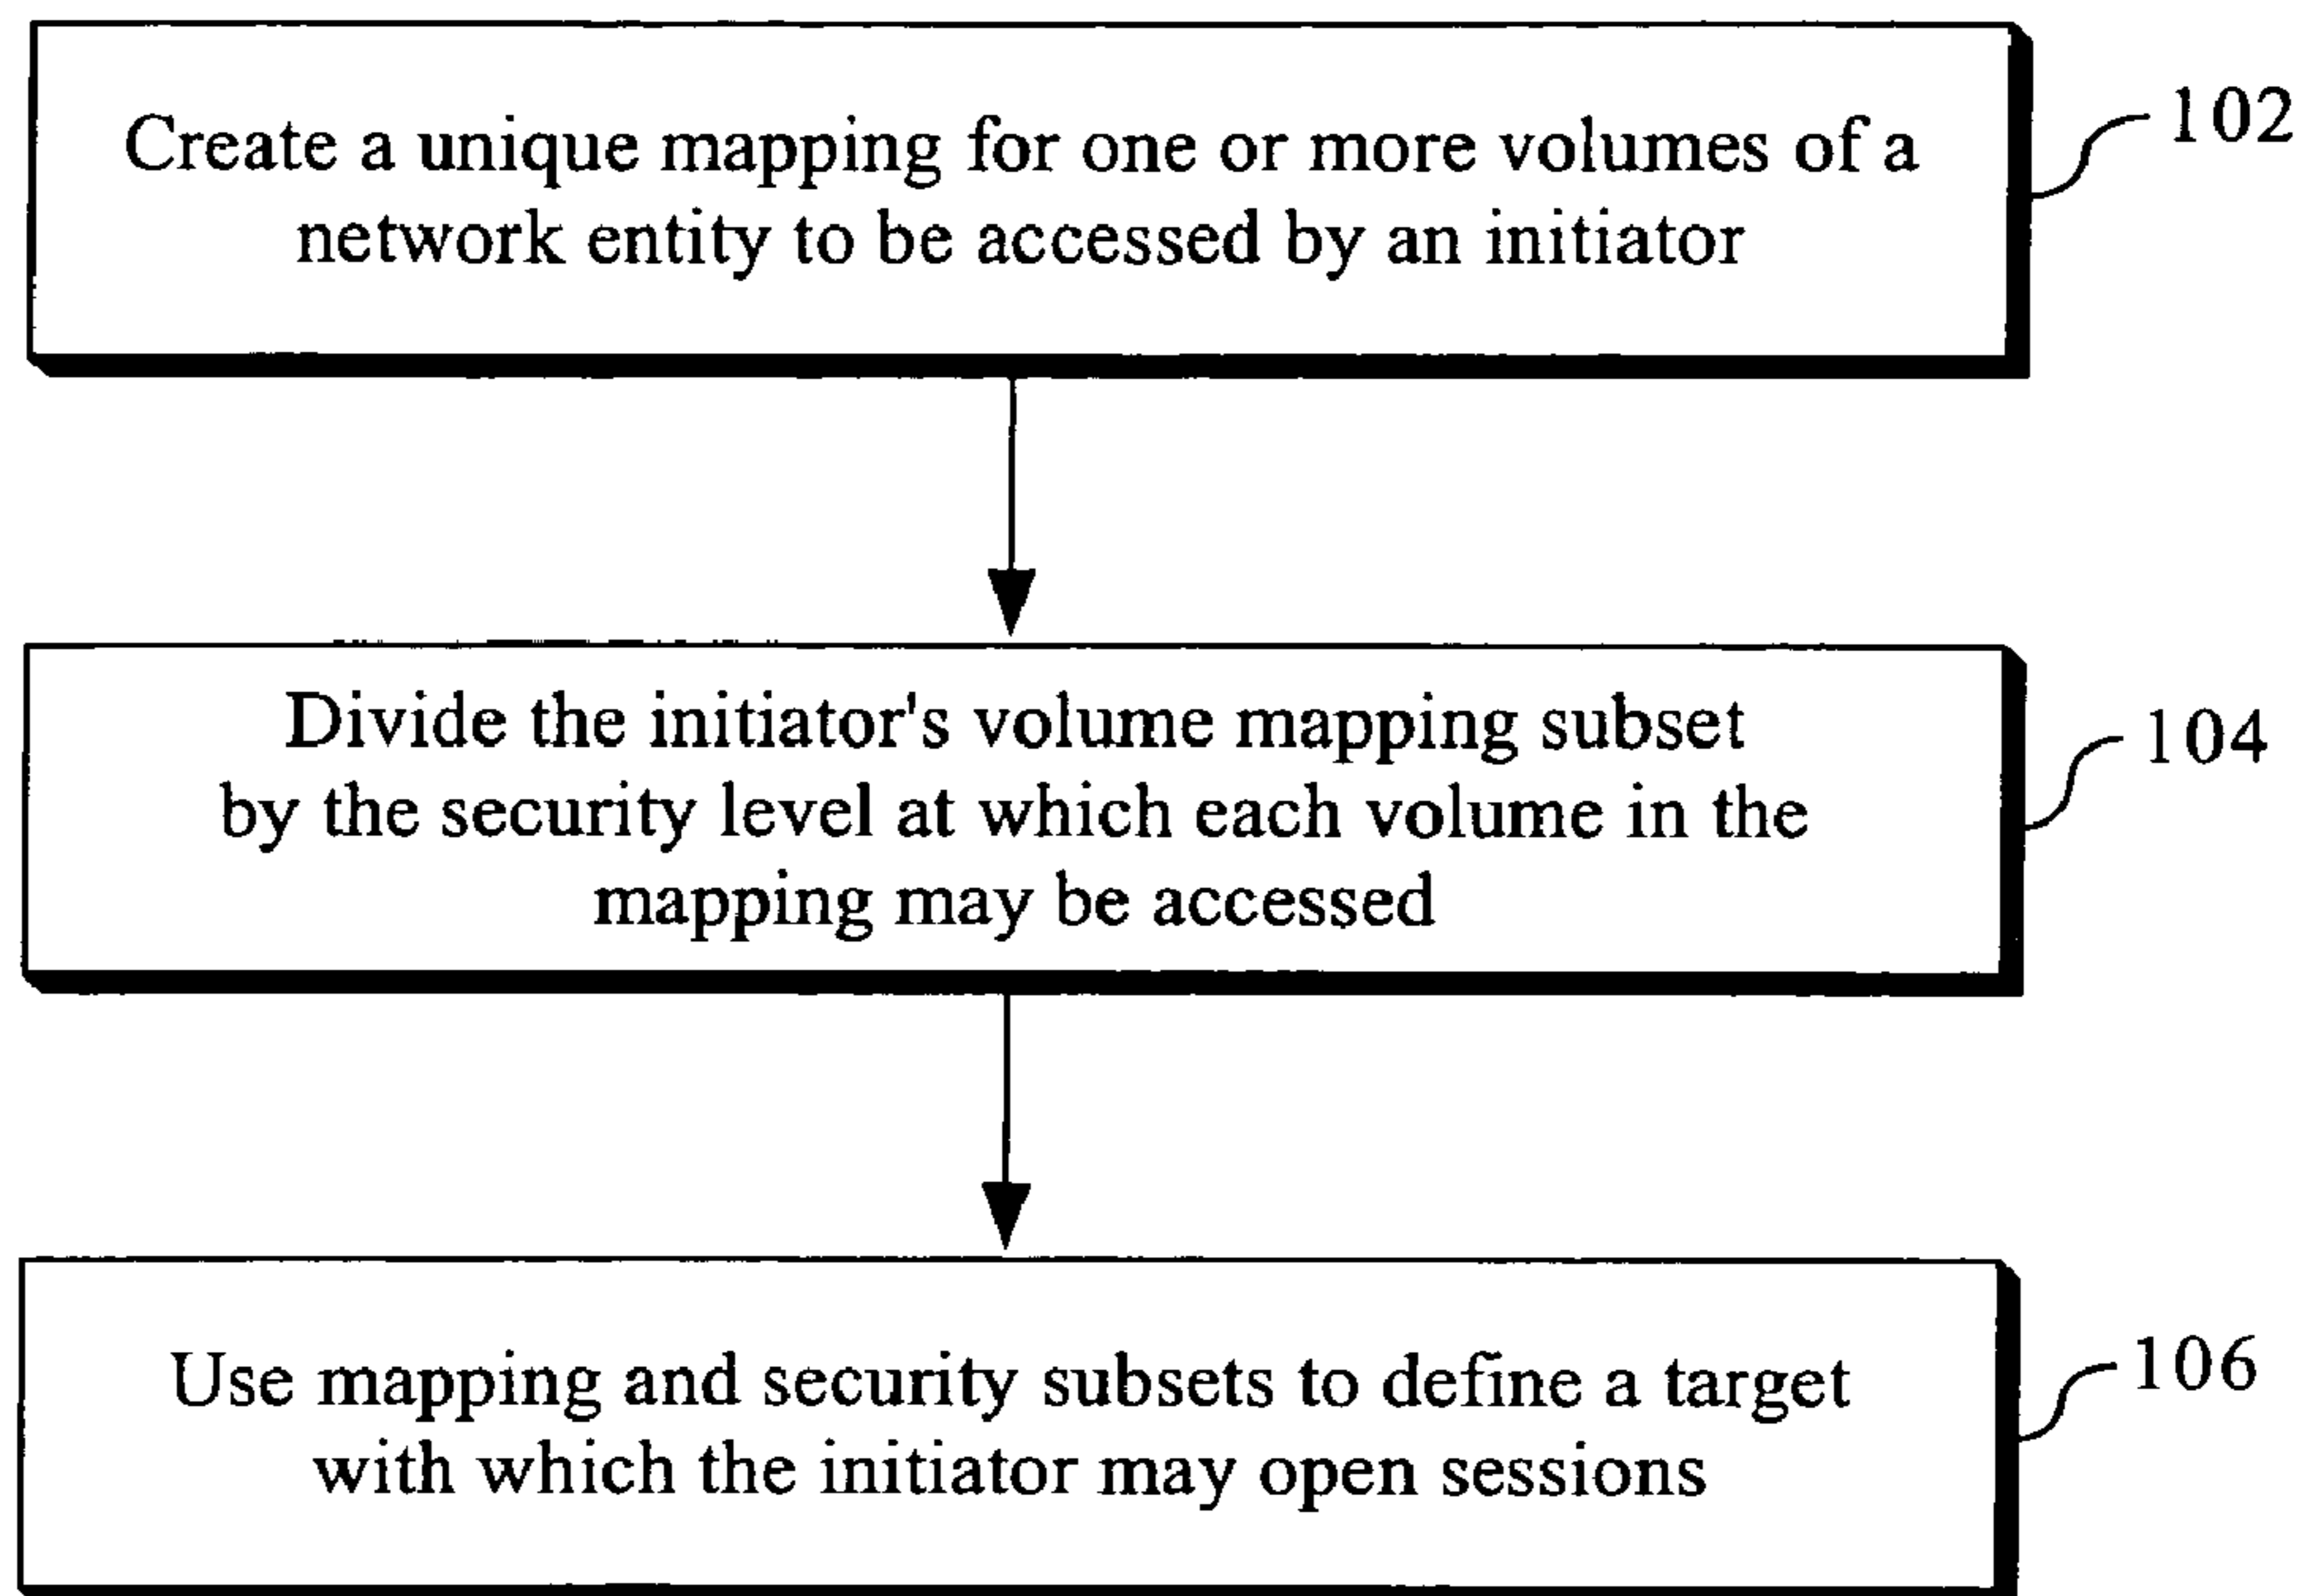 Create a unique mapping for one or more volumes of a
network entity to be accessed by an initiator
102
Divide the initiator's volume mapping subset
by the security level at which each volume in the
mapping may be accessed
104
Use mapping and security subsets to define a target
with which the initiator may open sessions
106